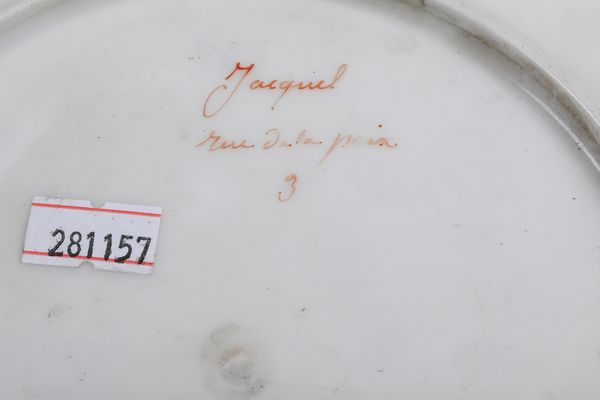 Jacquel
rue de la paix
3
281157